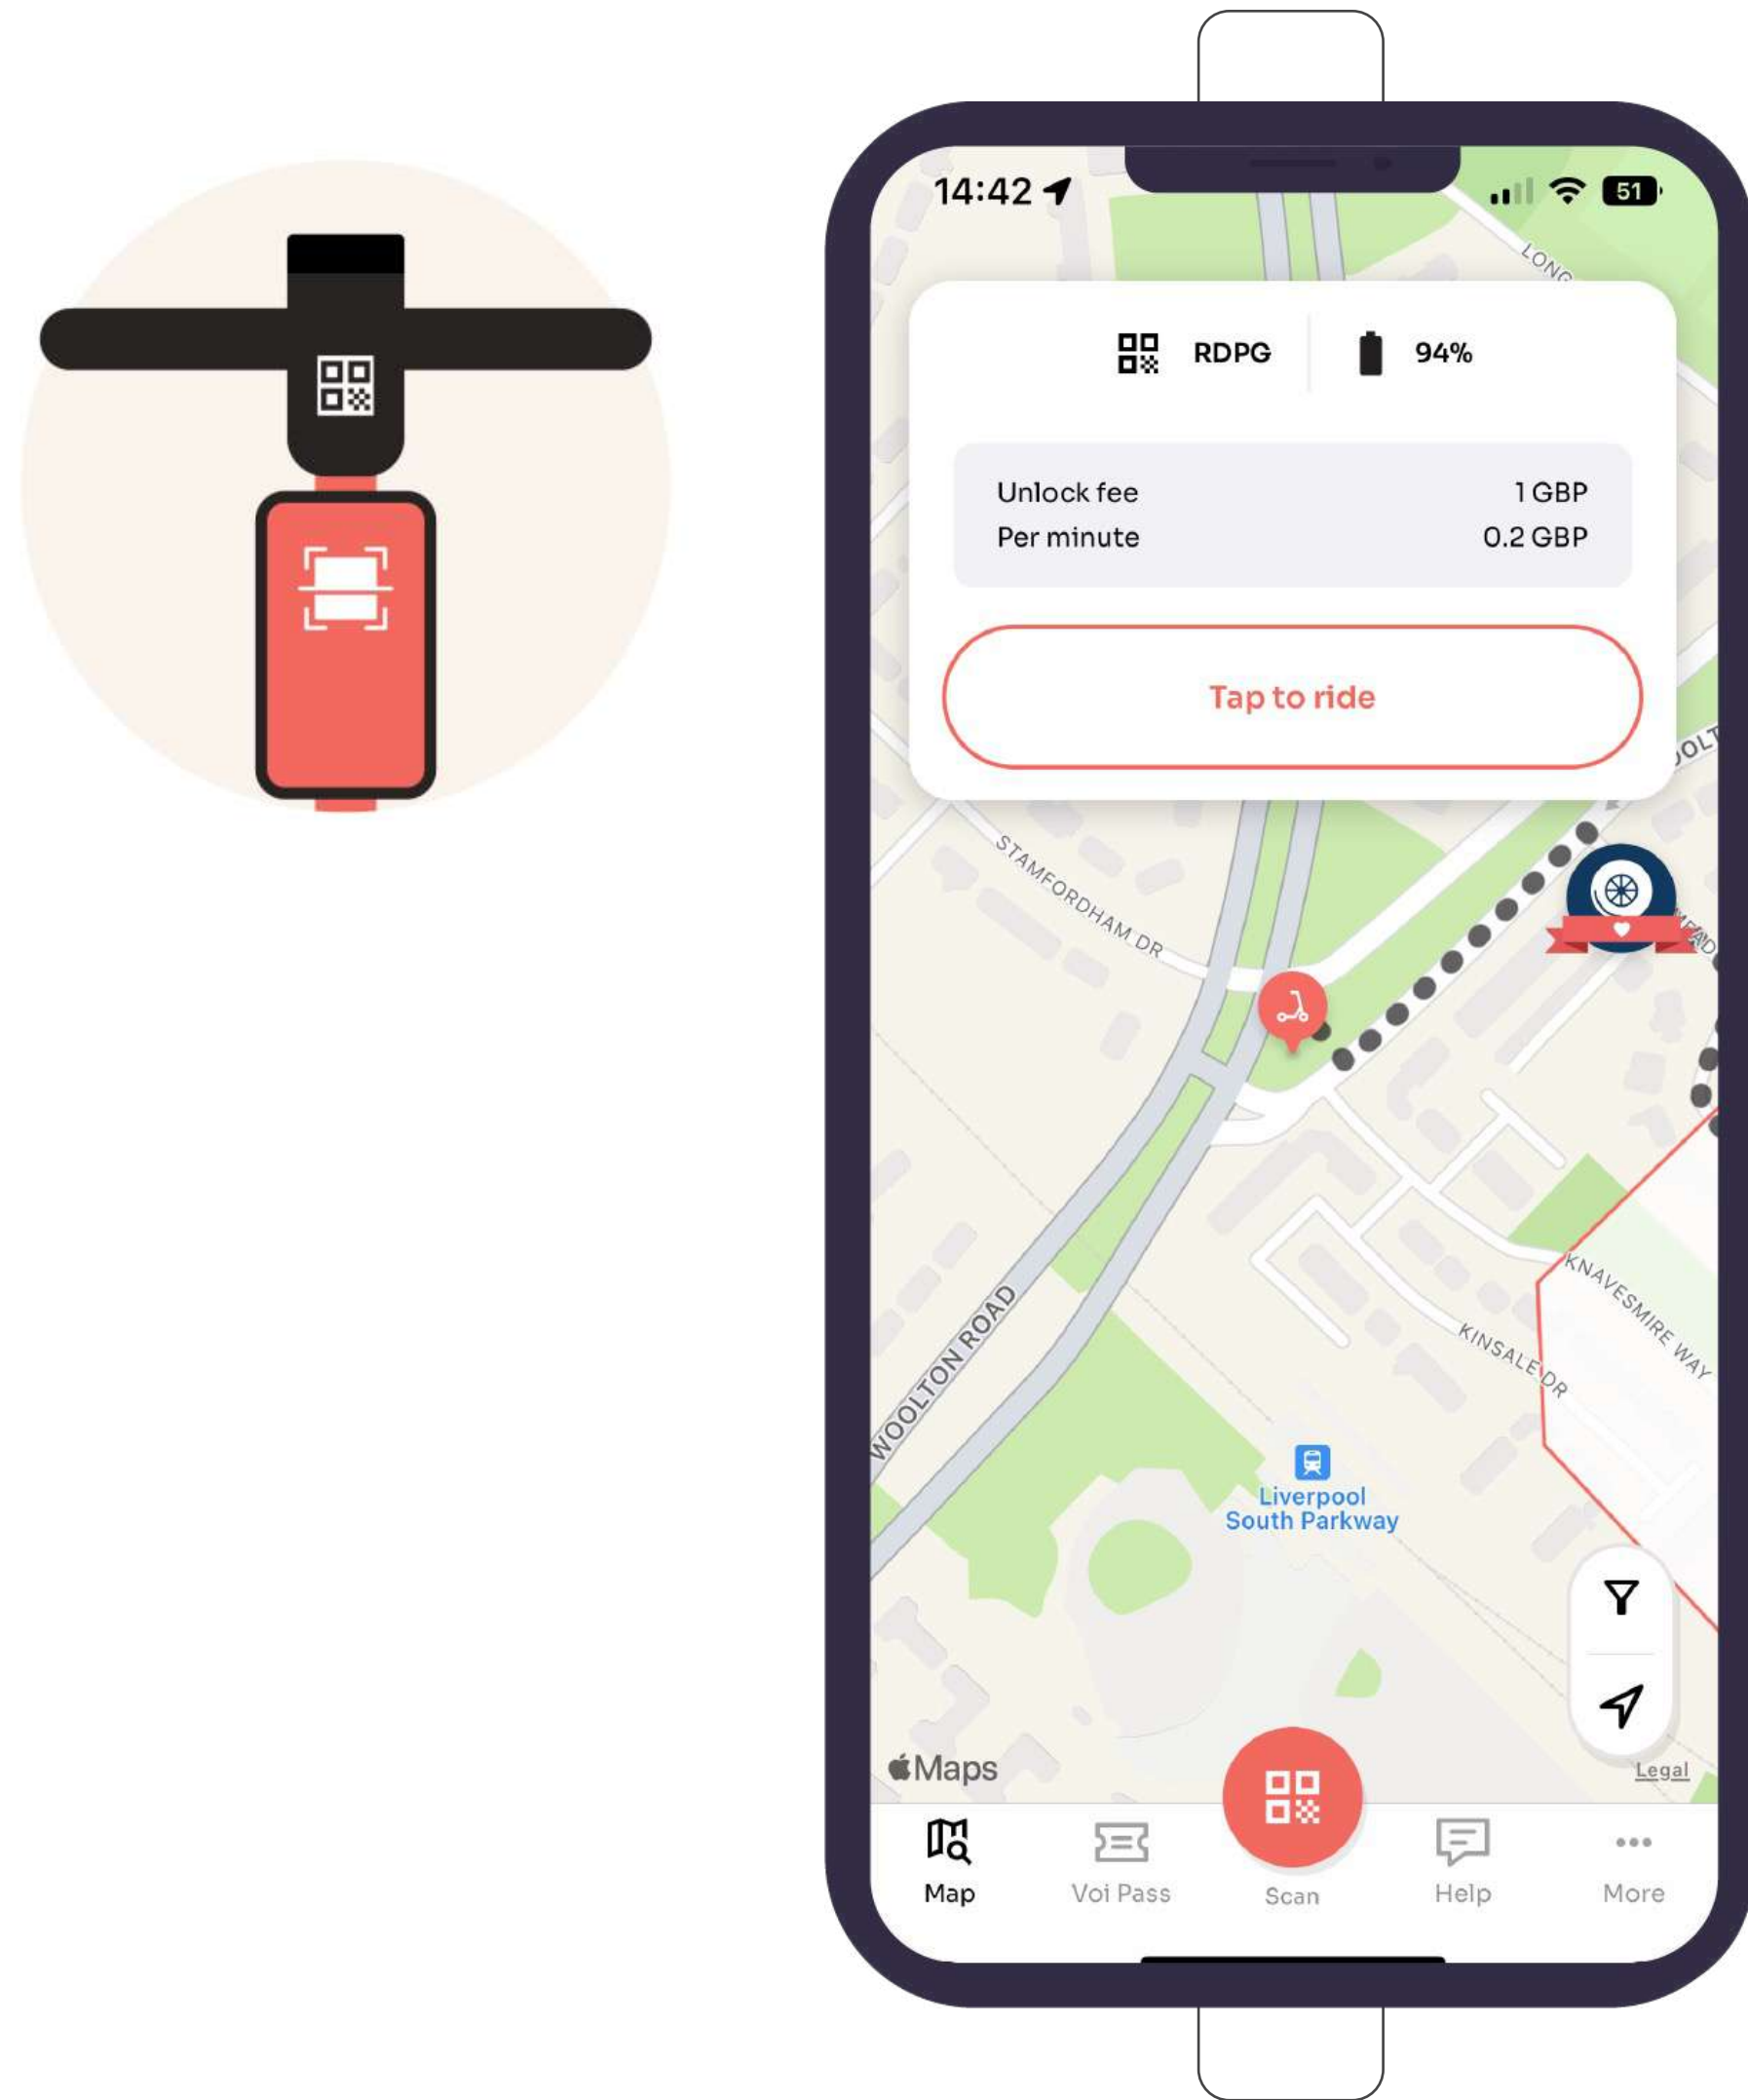 14:42
51
LONG
RDPG
94%
Unlock fee 1 GBP
Per minute 0.2 GBP
Tap to ride
STAMFORDHAM DR
WOOLTON ROAD
KNAVESMIRE WAY
KINSALE DR
Liverpool
South Parkway
Maps
Legal
Map
Voi Pass
Scan
Help
More